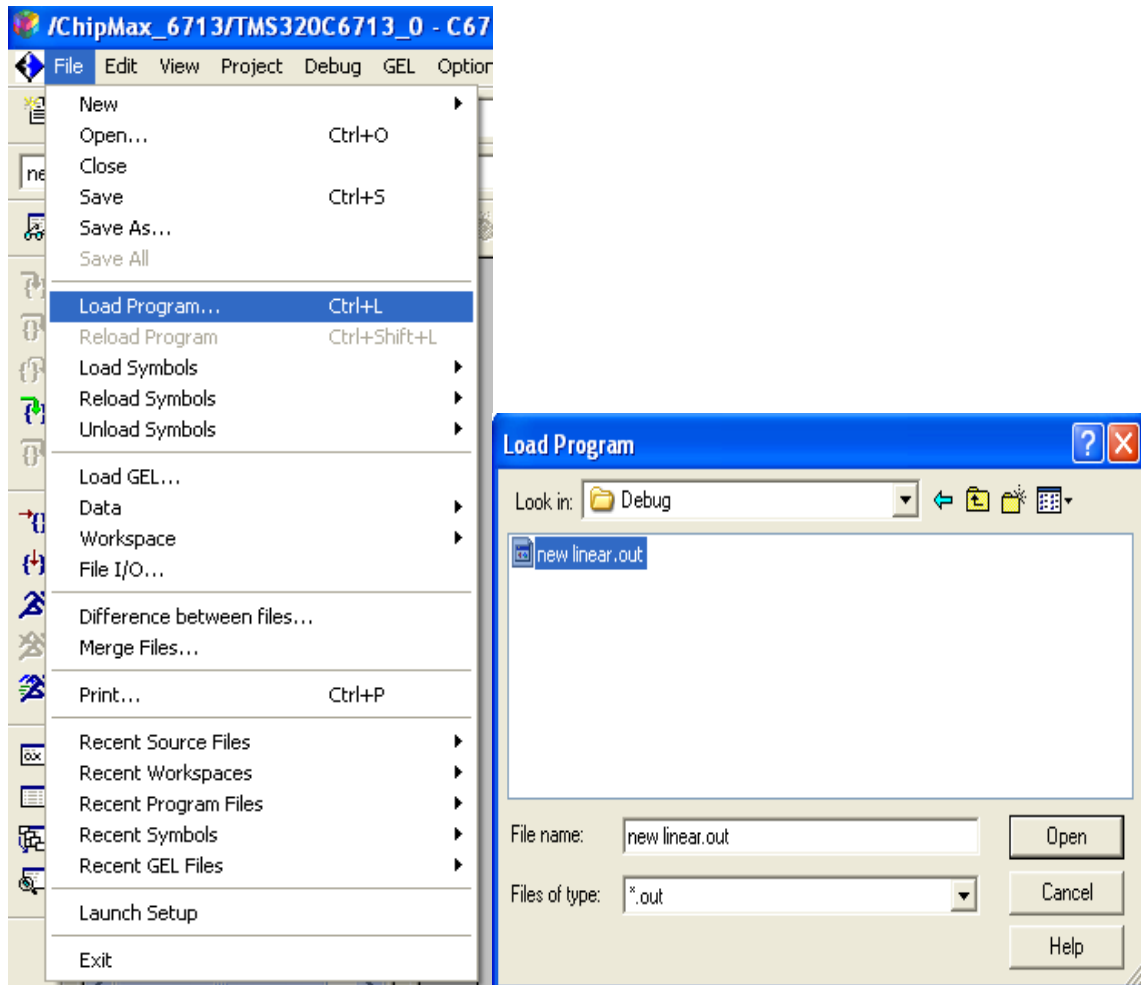 /ChipMax_6713/TMS320C6713_0 - C67
File Edit View Project Debug GEL Option
ne
New
Open... Ctrl+O
Close
Save Ctrl+S
Save As...
Save All
Load Program... Ctrl+L
Reload Program Ctrl+Shift+L
Load Symbols
Reload Symbols
Unload Symbols
Load GEL...
Data
Workspace
File I/O...
Difference between files...
Merge Files...
Print... Ctrl+P
Recent Source Files
Recent Workspaces
Recent Program Files
Recent Symbols
Recent GEL Files
Launch Setup
Exit
Load Program
Look in: Debug
new linear.out
File name: new linear.out Open
Files of type: *.out Cancel
Help